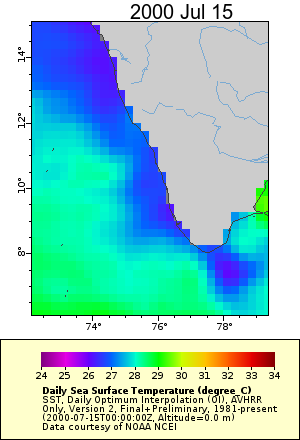 2000 Jul 15
14°
12°
10°
8°
74° 76° 78°
24 25 26 27 28 29 30 31 32 33 34
Daily Sea Surface Temperature (degree_C)
SST, Daily Optimum Interpolation (OI), AVHRR
Only, Version 2, Final+Preliminary, 1981-present
(2000-07-15T00:00:00Z, Altitude=0.0 m)
Data courtesy of NOAA NCEI